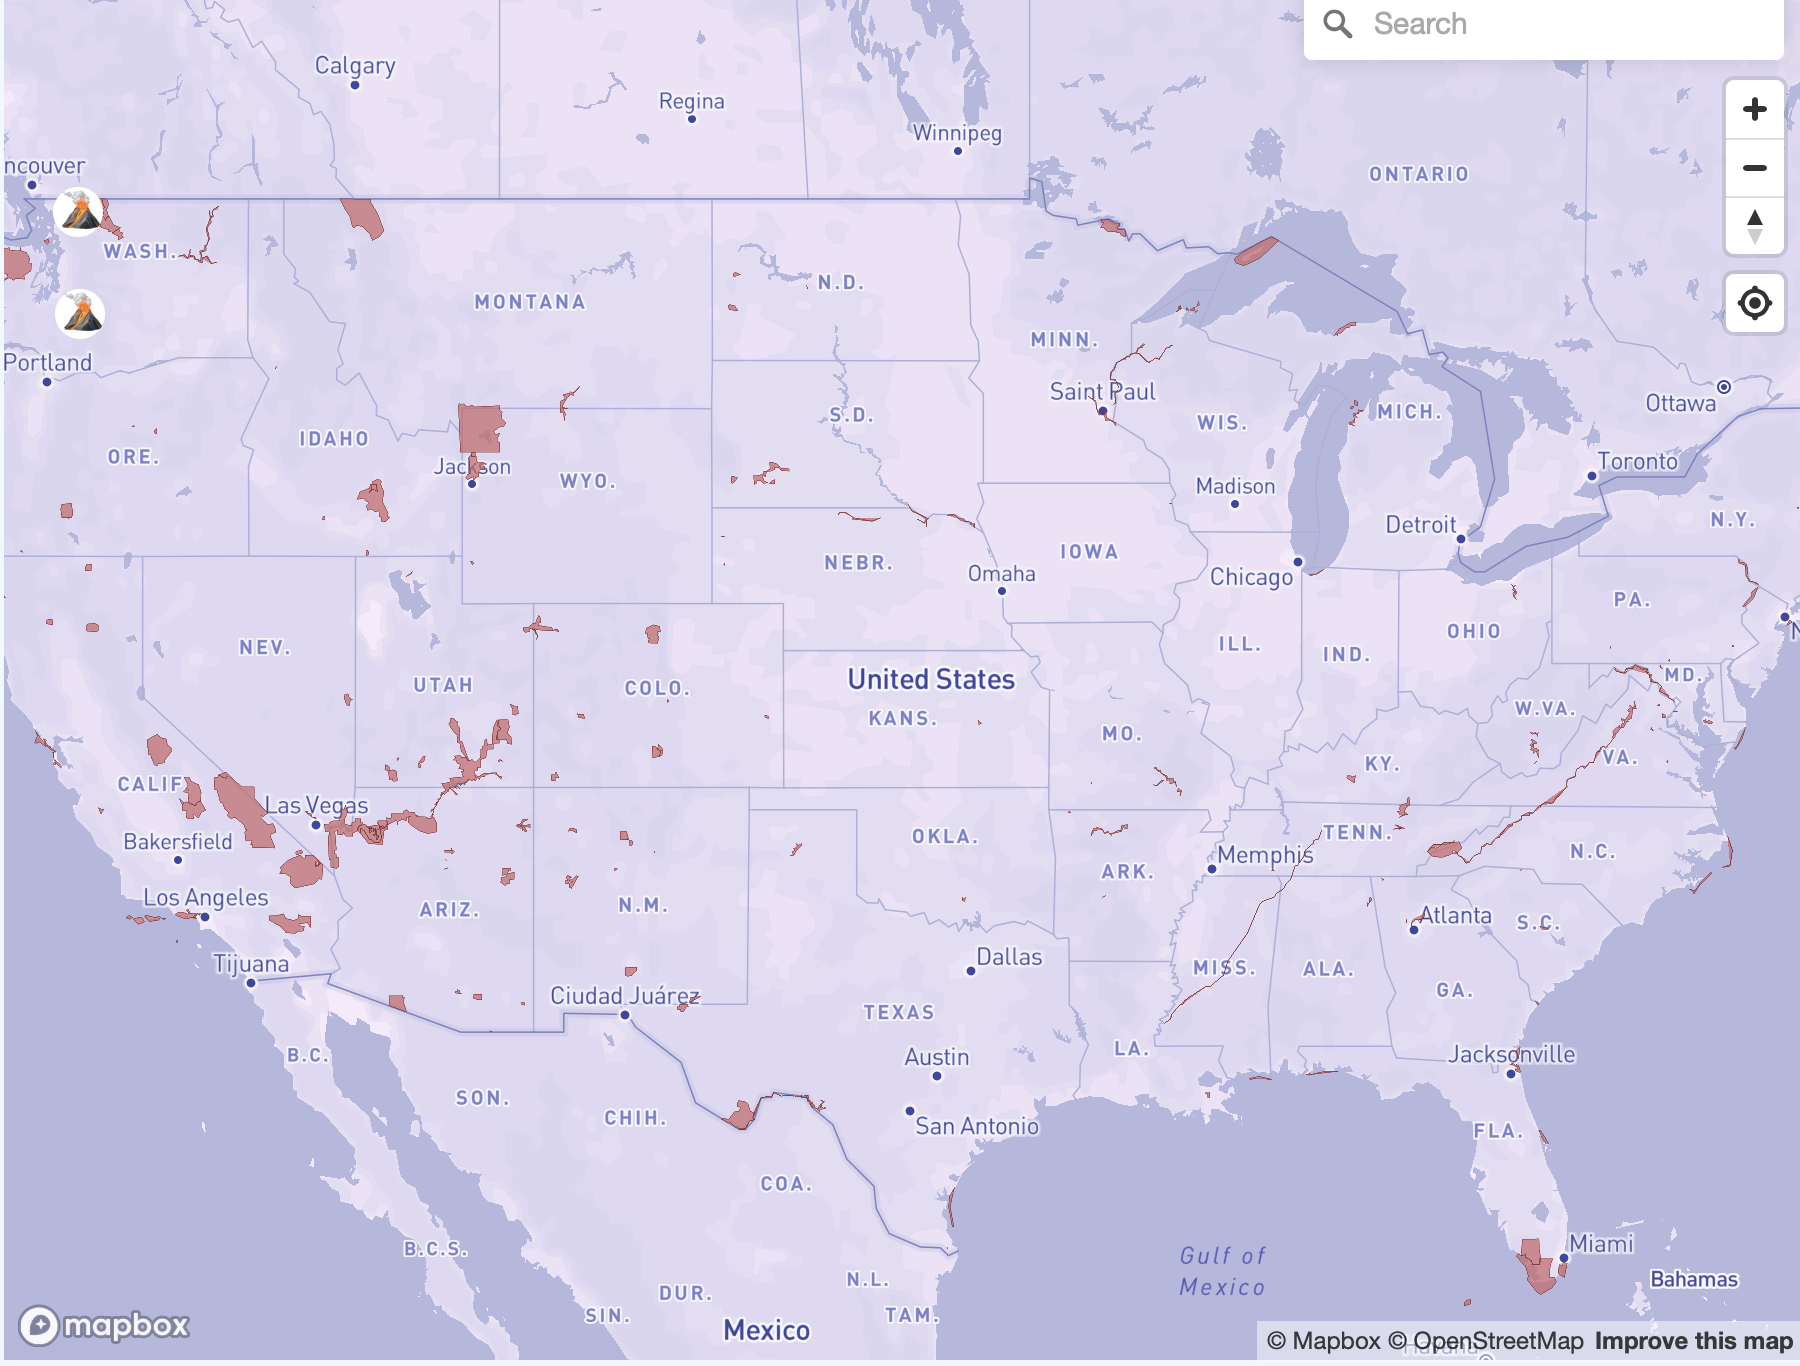 Search
Calgary
Regina
Winnipeg
ONTARIO
ncouver
WASH.
MONTANA
N.D.
MINN.
Portland
Saint Paul
Ottawa
IDAHO
S.D.
WIS.
MICH.
ORE.
Jackson
WYO.
Madison
Toronto
Detroit
N.Y.
NEBR.
IOWA
Omaha
Chicago
PA.
N
NEV.
UTAH
COLO.
United States
KANS.
ILL.
IND.
OHIO
MD.
W.VA.
MO.
KY.
VA.
CALIF
Las Vegas
Bakersfield
OKLA.
TENN.
Memphis
N.C.
Los Angeles
ARIZ.
N.M.
ARK.
Atlanta
S.C.
Tijuana
Dallas
MISS.
ALA.
GA.
Ciudad Juárez
TEXAS
B.C.
Austin
LA.
Jacksonville
SON.
CHIH.
San Antonio
FLA.
COA.
B.C.S.
Gulf of
Mexico
Miami
Bahamas
DUR.
N.L.
SIN.
TAM.
Mexico
mapbox
© Mapbox © OpenStreetMap Improve this map